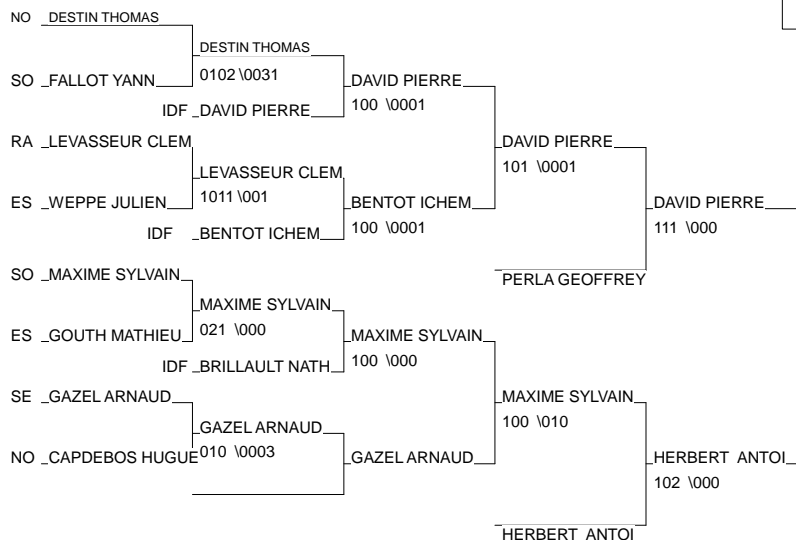 NO DESTIN THOMAS
DESTIN THOMAS
0102 \0031
SO FALLOT YANN
DAVID PIERRE
100 \0001
IDF DAVID PIERRE
RA LEVASSEUR CLEM
DAVID PIERRE
101 \0001
LEVASSEUR CLEM
1011 \001
ES WEPPE JULIEN
BENTOT ICHEM
100 \0001
DAVID PIERRE
111 \000
IDF BENTOT ICHEM
SO MAXIME SYLVAIN
PERLA GEOFFREY
MAXIME SYLVAIN
021 \000
ES GOUTH MATHIEU
MAXIME SYLVAIN
100 \000
IDF BRILLAULT NATH
SE GAZEL ARNAUD
MAXIME SYLVAIN
100 \010
GAZEL ARNAUD
010 \0003
NO CAPDEBOS HUGUE
GAZEL ARNAUD
HERBERT ANTOI
102 \000
HERBERT ANTOI